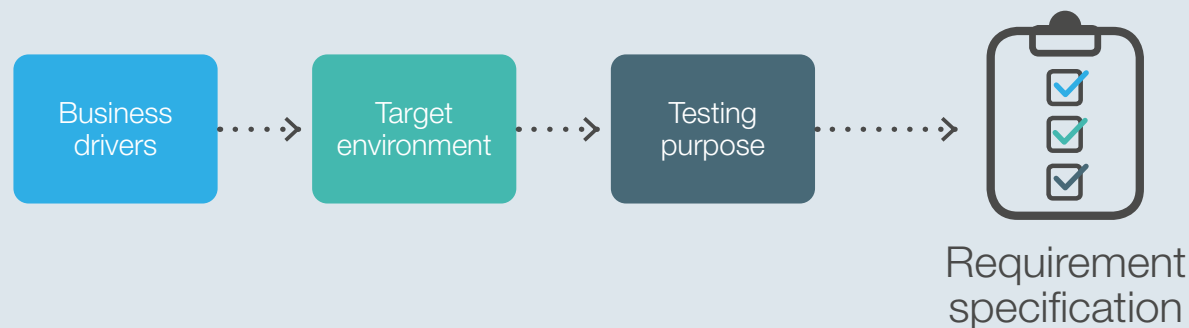 Business
drivers
Target
environment
Testing
purpose
Requirement
specification